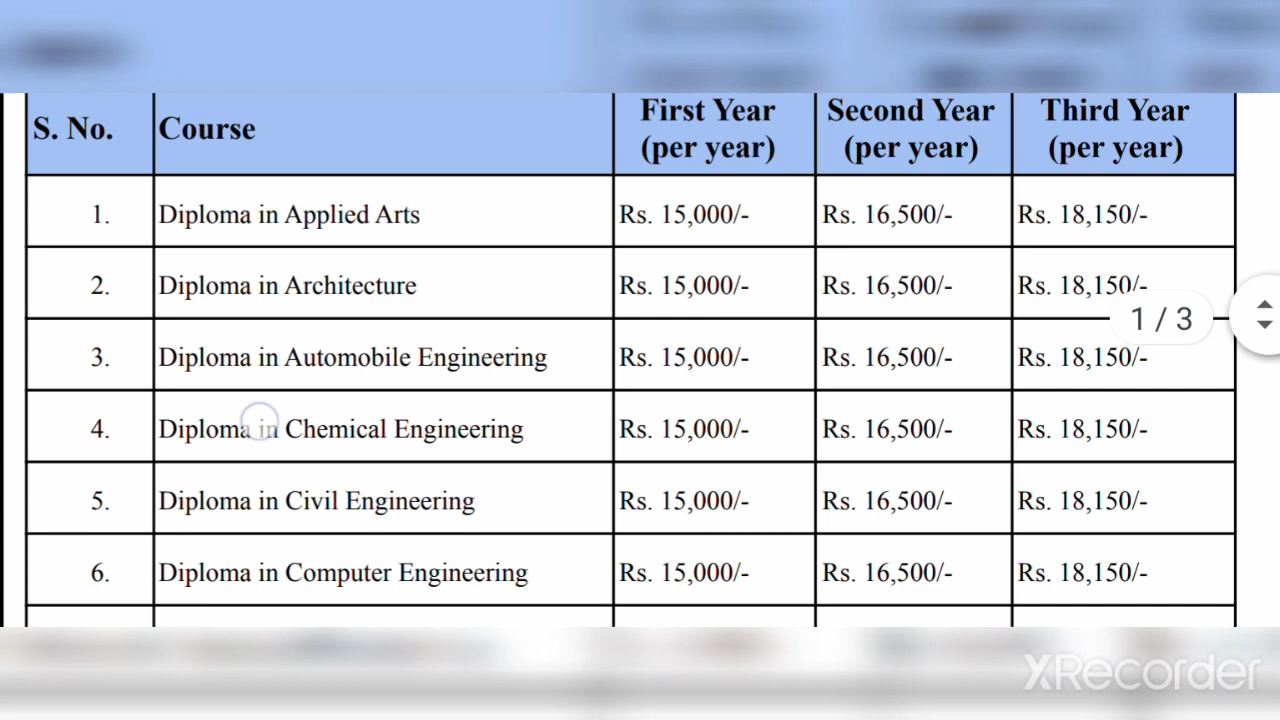 S. No. Course First Year (per year) Second Year (per year) Third Year (per year)
1. Diploma in Applied Arts Rs. 15,000/- Rs. 16,500/- Rs. 18,150/-
2. Diploma in Architecture Rs. 15,000/- Rs. 16,500/- Rs. 18,150/-
1 / 3
3. Diploma in Automobile Engineering Rs. 15,000/- Rs. 16,500/- Rs. 18,150/-
4. Diploma in Chemical Engineering Rs. 15,000/- Rs. 16,500/- Rs. 18,150/-
5. Diploma in Civil Engineering Rs. 15,000/- Rs. 16,500/- Rs. 18,150/-
6. Diploma in Computer Engineering Rs. 15,000/- Rs. 16,500/- Rs. 18,150/-
XRecorder